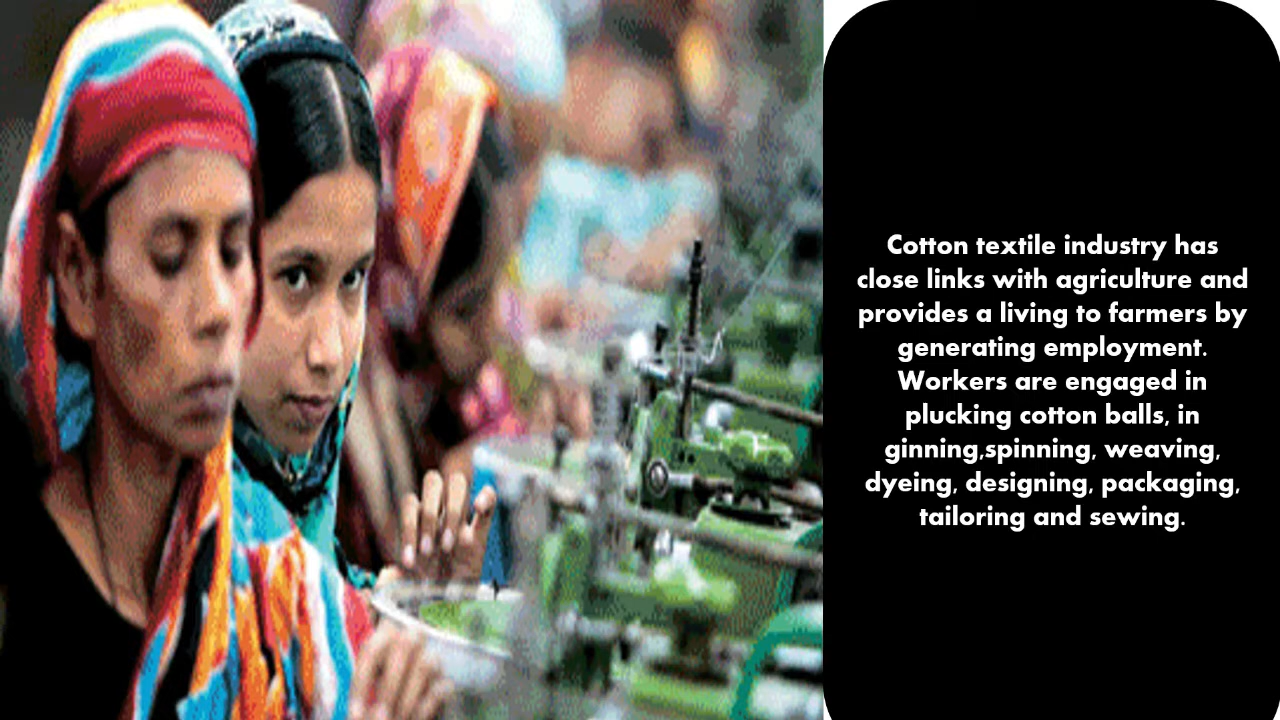 Cotton textile industry has
close links with agriculture and
provides a living to farmers by
generating employment.
Workers are engaged in
plucking cotton balls, in
ginning,spinning, weaving,
dyeing, designing, packaging,
tailoring and sewing.